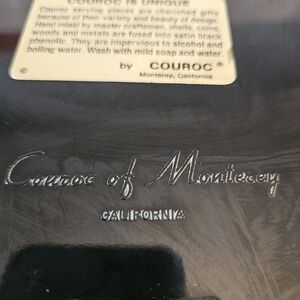 COUROC IS UNIQUE
Couroc serving pieces are cherished gifts
because of their variety and beauty of design.
Hand inlaid by master craftsmen, shells, coins,
woods and metals are fused into satin black
phenolic. They are impervious to alcohol and
boiling water. Wash with mild soap and water.
by COUROC®
Monterey, California
©
Couroc of Monterey
CALIFORNIA